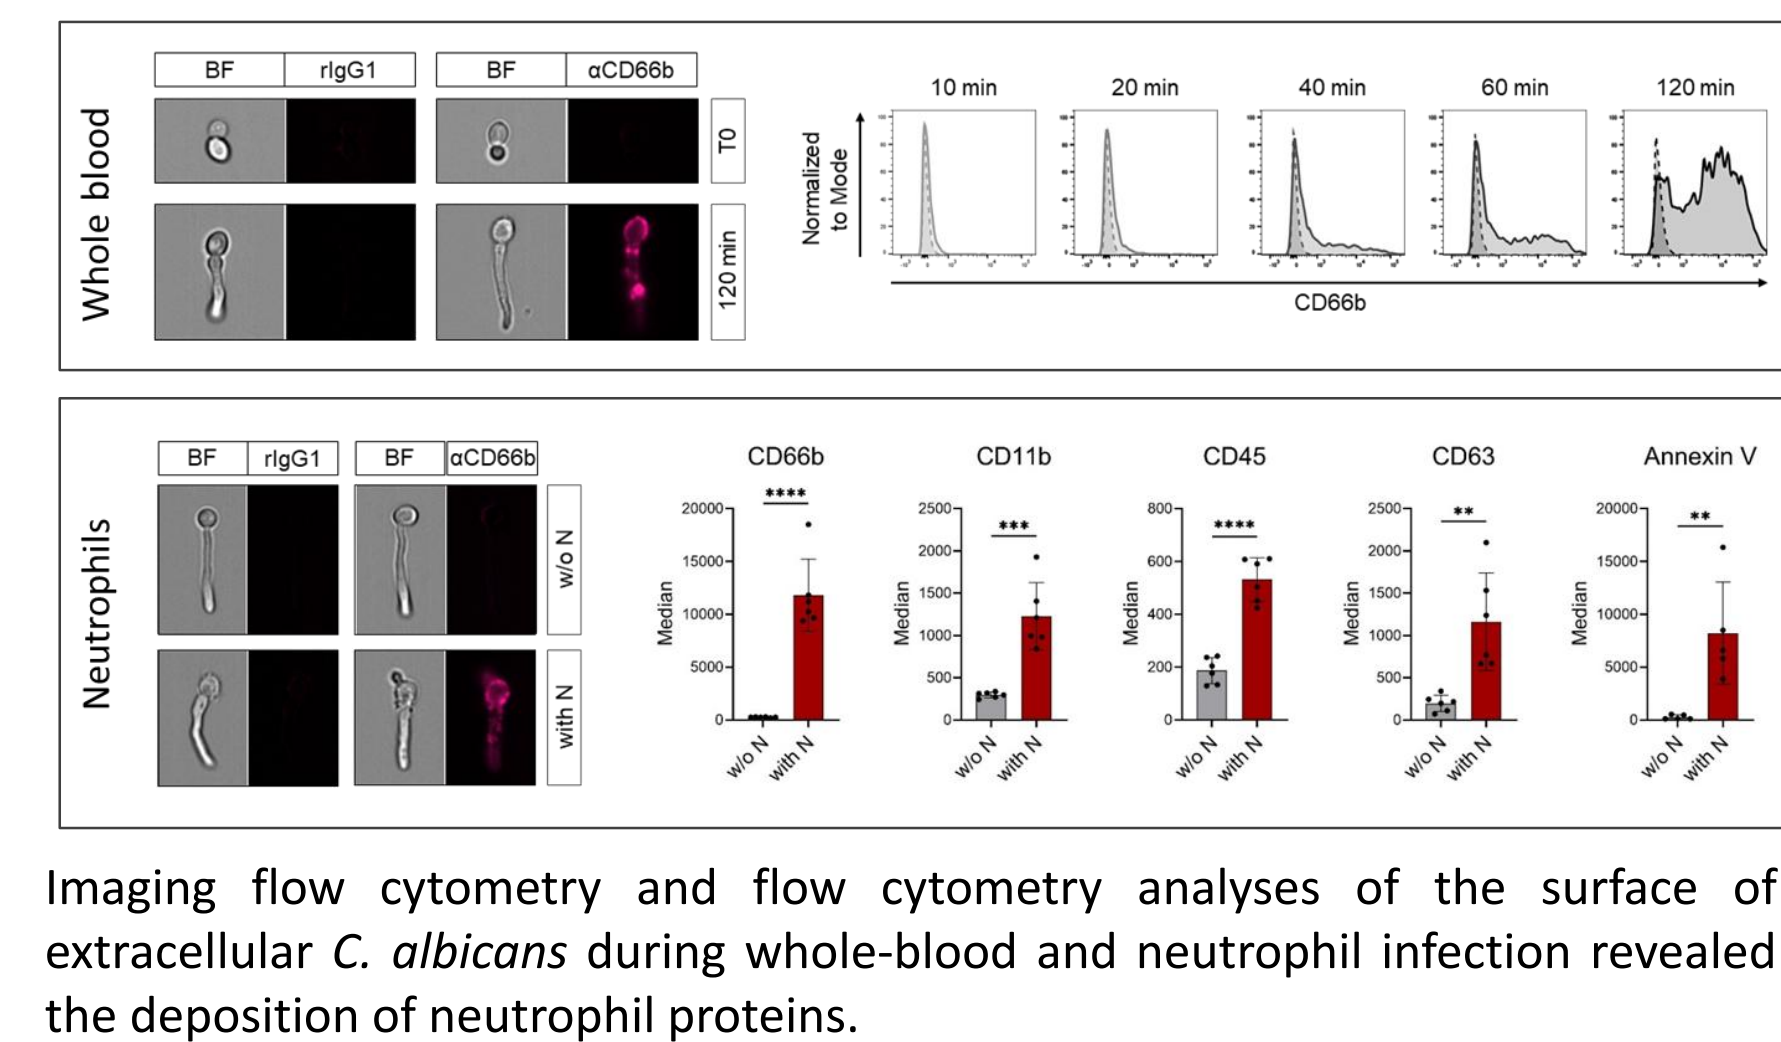 BF rIgG1 BF αCD66b
Whole blood
T0
120 min
10 min 20 min 40 min 60 min 120 min
Normalized
to Mode
CD66b
BF rIgG1 BF αCD66b
Neutrophils
w/o N
with N
CD66b CD11b CD45 CD63 Annexin V
**** *** **** ** **
Median
20000
15000
10000
5000
0
w/o N with N
Median
2500
2000
1500
1000
500
0
w/o N with N
Median
800
600
400
200
0
w/o N with N
Median
2500
2000
1500
1000
500
0
w/o N with N
Median
20000
15000
10000
5000
0
w/o N with N
Imaging flow cytometry and flow cytometry analyses of the surface of
extracellular C. albicans during whole-blood and neutrophil infection revealed
the deposition of neutrophil proteins.